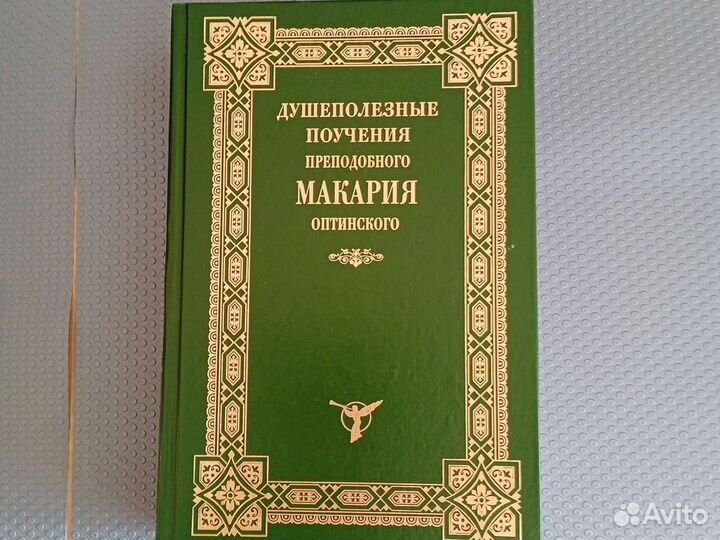 ДУШЕПОЛЕЗНЫЕ
ПОУЧЕНИЯ
ПРЕПОДОБНОГО
МАКАРИЯ
ОПТИНСКОГО
Avito